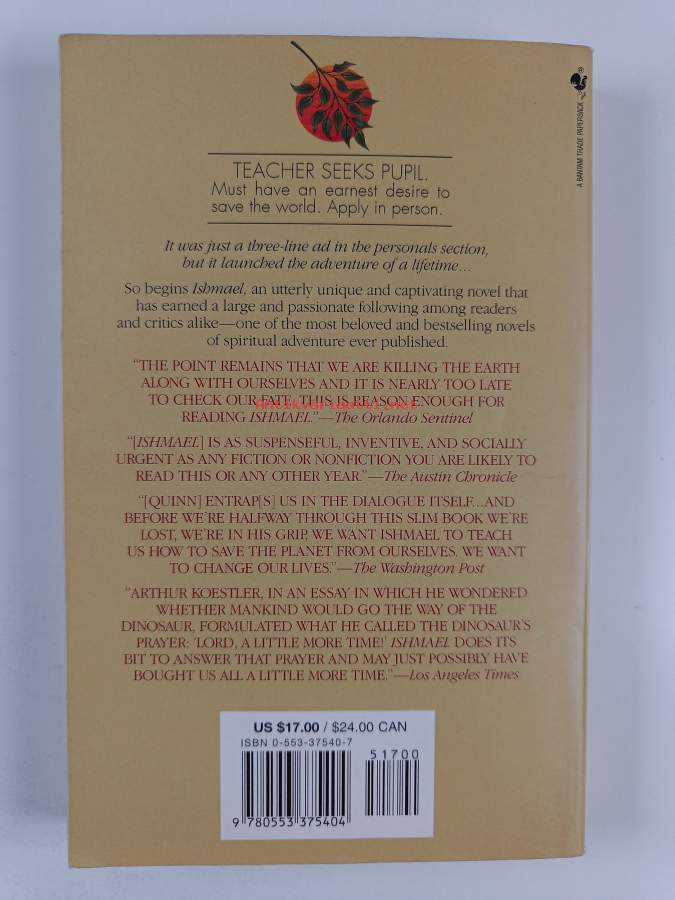 A BANTAM TRADE PAPERBACK
TEACHER SEEKS PUPIL.
Must have an earnest desire to
save the world. Apply in person.
It was just a three-line ad in the personals section,
but it launched the adventure of a lifetime...
So begins Ishmael, an utterly unique and captivating novel that
has earned a large and passionate following among readers
and critics alike—one of the most beloved and bestselling novels
of spiritual adventure ever published.
“THE POINT REMAINS THAT WE ARE KILLING THE EARTH
ALONG WITH OURSELVES AND IT IS NEARLY TOO LATE
TO CHECK OUR FATE. THIS IS REASON ENOUGH FOR
READING ISHMAEL.”—The Orlando Sentinel
Antikvariaatti.net
“[ISHMAEL] IS AS SUSPENSEFUL, INVENTIVE, AND SOCIALLY
URGENT AS ANY FICTION OR NONFICTION YOU ARE LIKELY TO
READ THIS OR ANY OTHER YEAR.”—The Austin Chronicle
“[QUINN] ENTRAP[S] US IN THE DIALOGUE ITSELF...AND
BEFORE WE’RE HALFWAY THROUGH THIS SLIM BOOK WE’RE
LOST, WE’RE IN HIS GRIP, WE WANT ISHMAEL TO TEACH
US HOW TO SAVE THE PLANET FROM OURSELVES. WE WANT
TO CHANGE OUR LIVES.”—The Washington Post
“ARTHUR KOESTLER, IN AN ESSAY IN WHICH HE WONDERED
WHETHER MANKIND WOULD GO THE WAY OF THE
DINOSAUR, FORMULATED WHAT HE CALLED THE DINOSAUR’S
PRAYER: ‘LORD, A LITTLE MORE TIME!’ ISHMAEL DOES ITS
BIT TO ANSWER THAT PRAYER AND MAY JUST POSSIBLY HAVE
BOUGHT US ALL A LITTLE MORE TIME.”—Los Angeles Times
US $17.00 / $24.00 CAN
ISBN 0-553-37540-7
51700
9 780553 375404